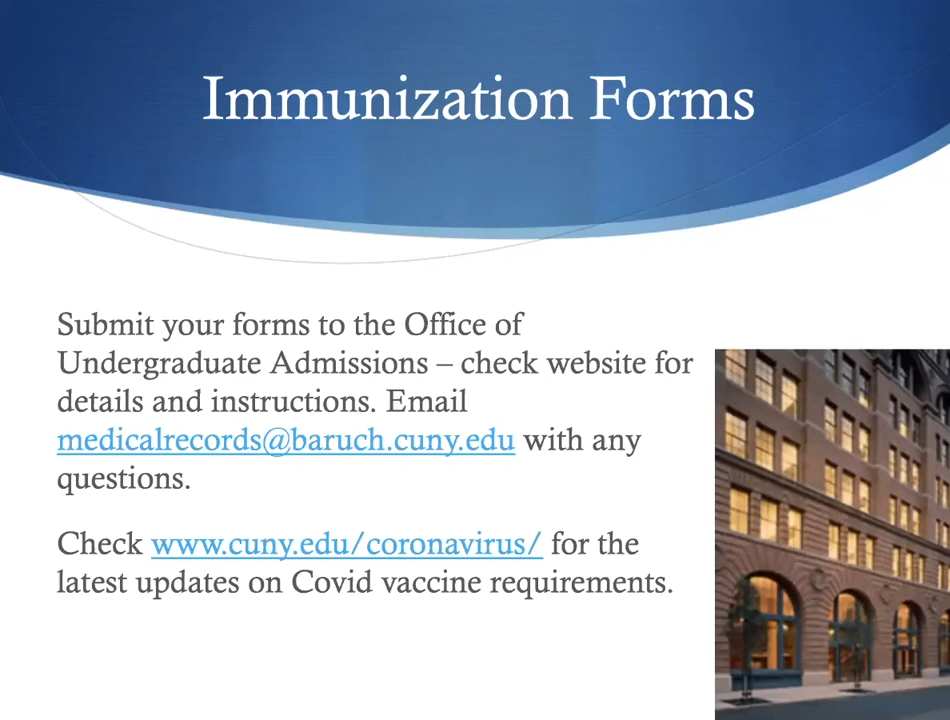 Immunization Forms
Submit your forms to the Office of
Undergraduate Admissions – check website for
details and instructions. Email
medicalrecords@baruch.cuny.edu with any
questions.
Check www.cuny.edu/coronavirus/ for the
latest updates on Covid vaccine requirements.